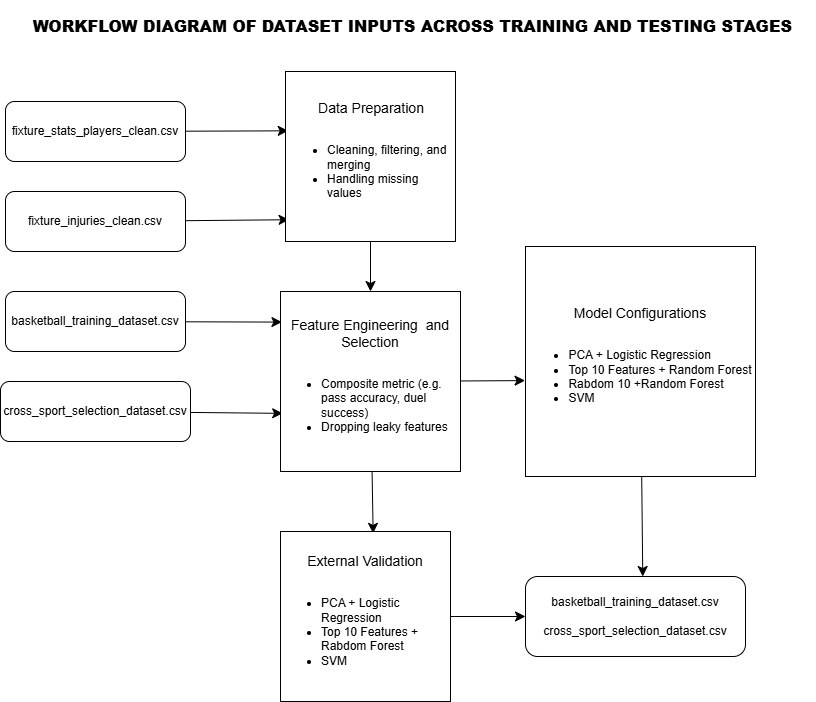 WORKFLOW DIAGRAM OF DATASET INPUTS ACROSS TRAINING AND TESTING STAGES
fixture_stats_players_clean.csv
fixture_injuries_clean.csv
Data Preparation
Cleaning, filtering, and
merging
Handling missing
values
basketball_training_dataset.csv
cross_sport_selection_dataset.csv
Feature Engineering and
Selection
Composite metric (e.g.
pass accuracy, duel
success)
Dropping leaky features
Model Configurations
PCA + Logistic Regression
Top 10 Features + Random Forest
Rabdom 10 +Random Forest
SVM
External Validation
PCA + Logistic
Regression
Top 10 Features +
Rabdom Forest
SVM
basketball_training_dataset.csv
cross_sport_selection_dataset.csv